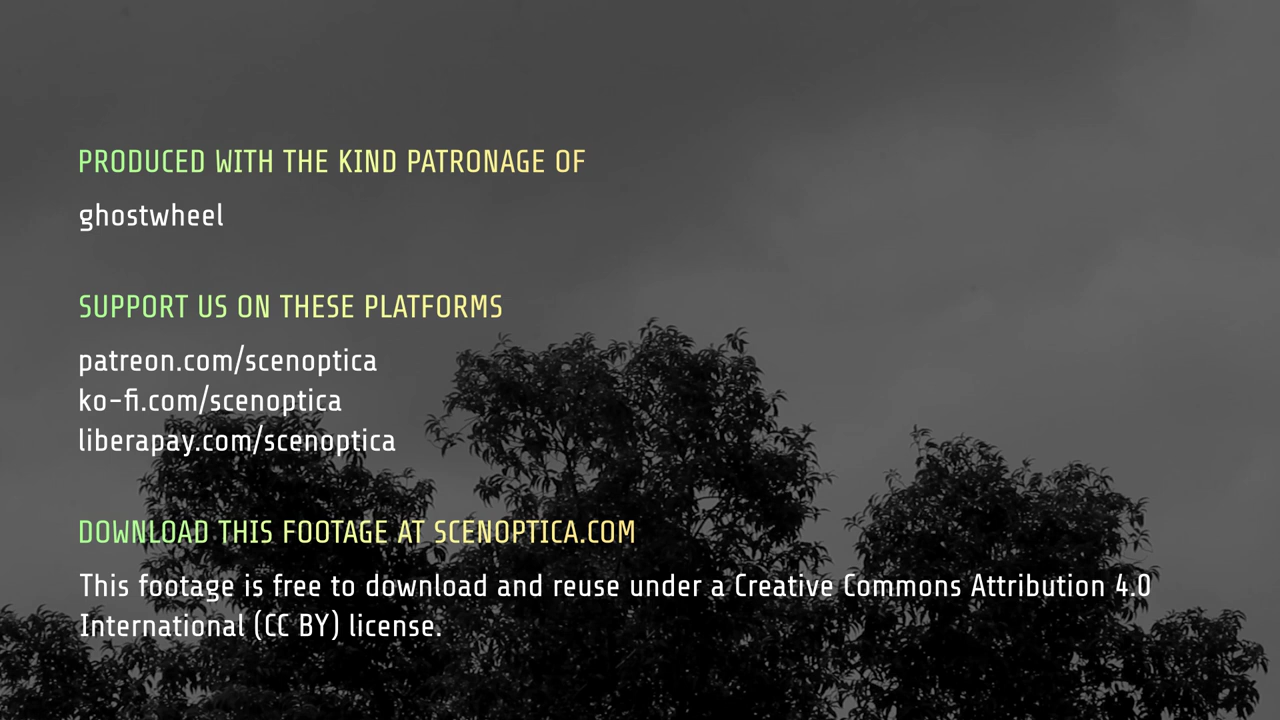 PRODUCED WITH THE KIND PATRONAGE OF
ghostwheel
SUPPORT US ON THESE PLATFORMS
patreon.com/scenoptica
ko-fi.com/scenoptica
liberapay.com/scenoptica
DOWNLOAD THIS FOOTAGE AT SCENOPTICA.COM
This footage is free to download and reuse under a Creative Commons Attribution 4.0
International (CC BY) license.